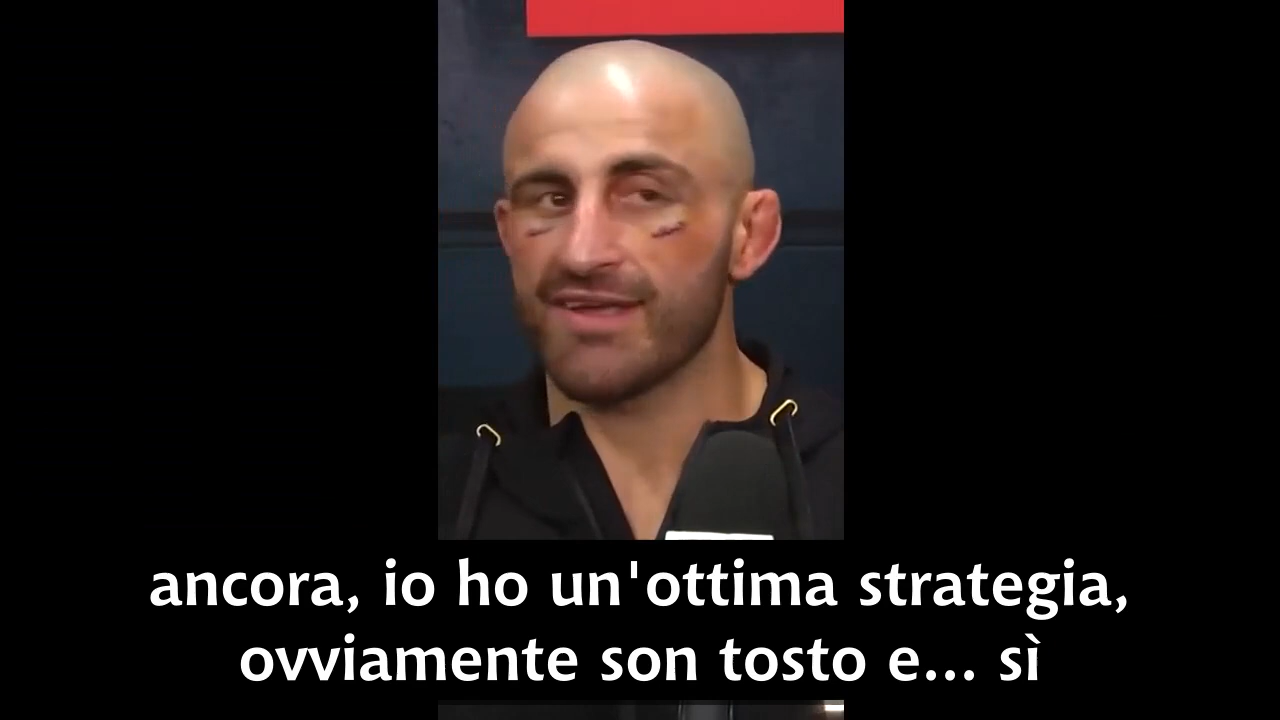 ancora, io ho un'ottima strategia,
ovviamente son tosto e... sì